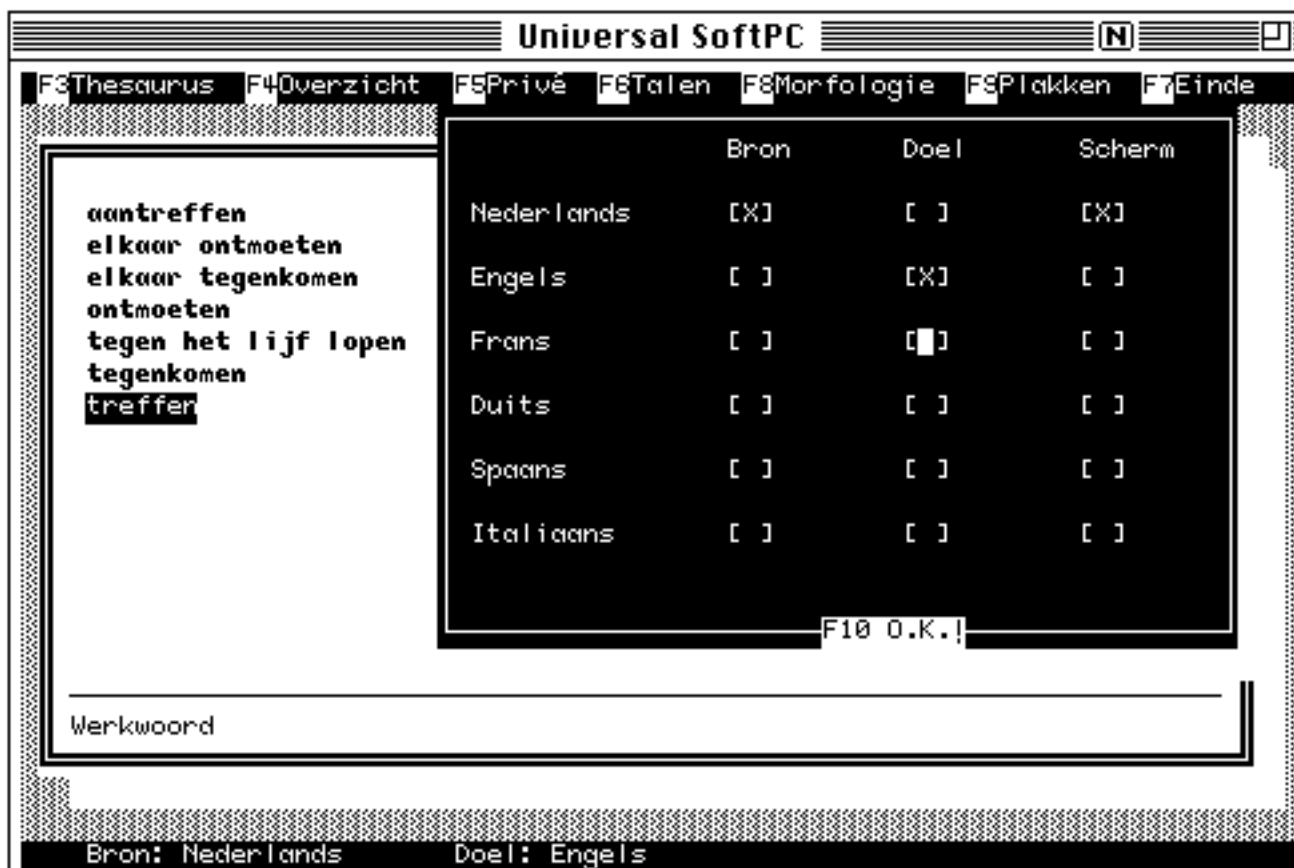 Universal SoftPC N
F3Thesaurus F4Overzicht F5Privé F6Talen F8Morfologie F9Plakken F7Einde
Bron Doel Scherm
aantreffen
elkaar ontmoeten
elkaar tegenkomen
ontmoeten
tegen het lijf lopen
tegenkomen
treffen
Nederlands [X] [ ] [X]
Engels [ ] [X] [ ]
Frans [ ] [ ] [ ]
Duits [ ] [ ] [ ]
Spaans [ ] [ ] [ ]
Italiaans [ ] [ ] [ ]
F10 O.K.!
Werkwoord
Bron: Nederlands Doel: Engels